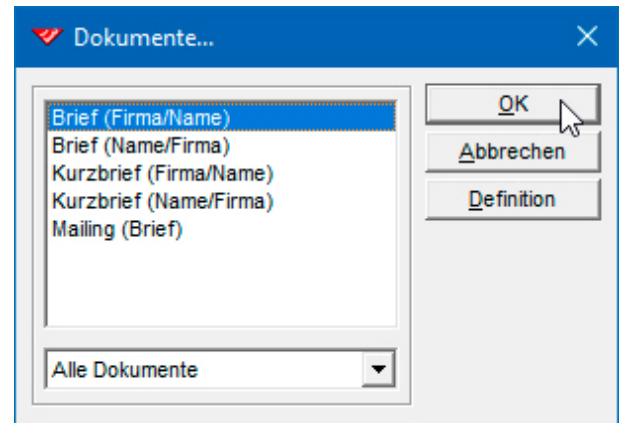 Dokumente...
Brief (Firma/Name)
Brief (Name/Firma)
Kurzbrief (Firma/Name)
Kurzbrief (Name/Firma)
Mailing (Brief)
Alle Dokumente
OK
Abbrechen
Definition